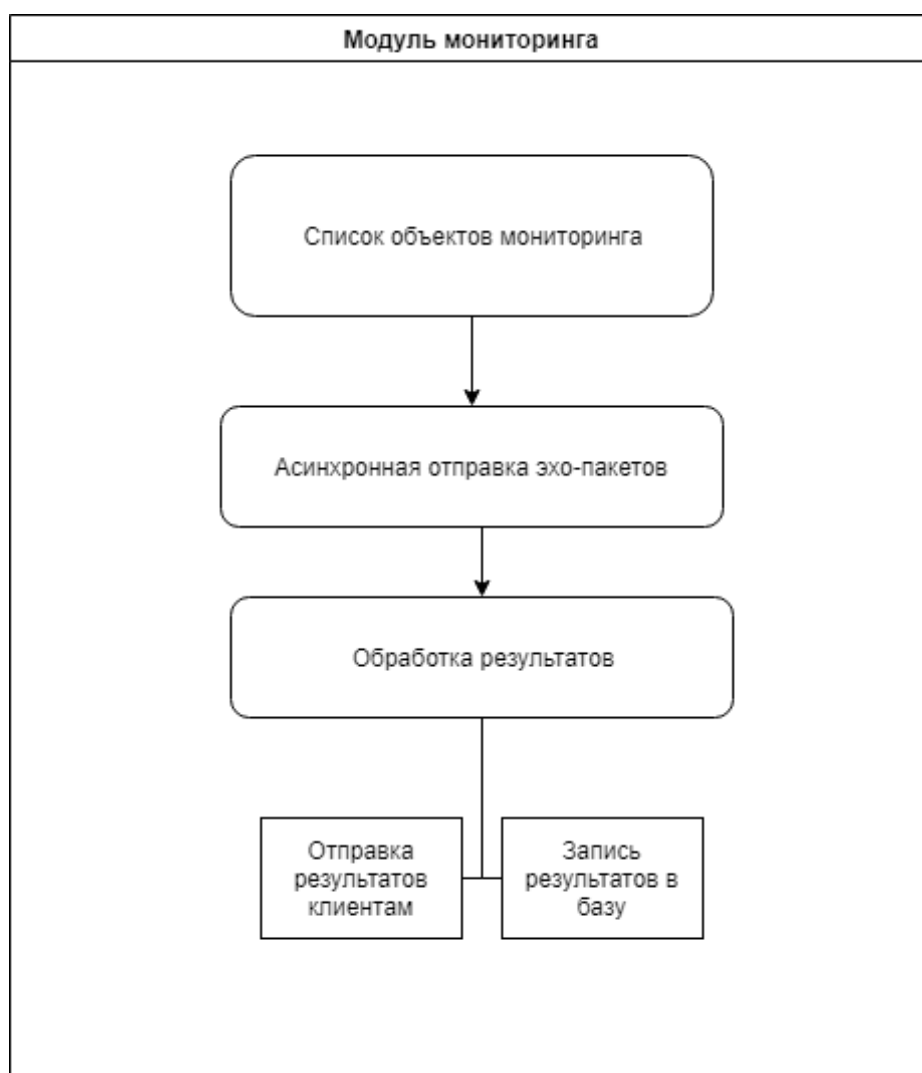 Модуль мониторинга
Список объектов мониторинга
Асинхронная отправка эхо-пакетов
Обработка результатов
Отправка
результатов
клиентам
Запись
результатов в
базу